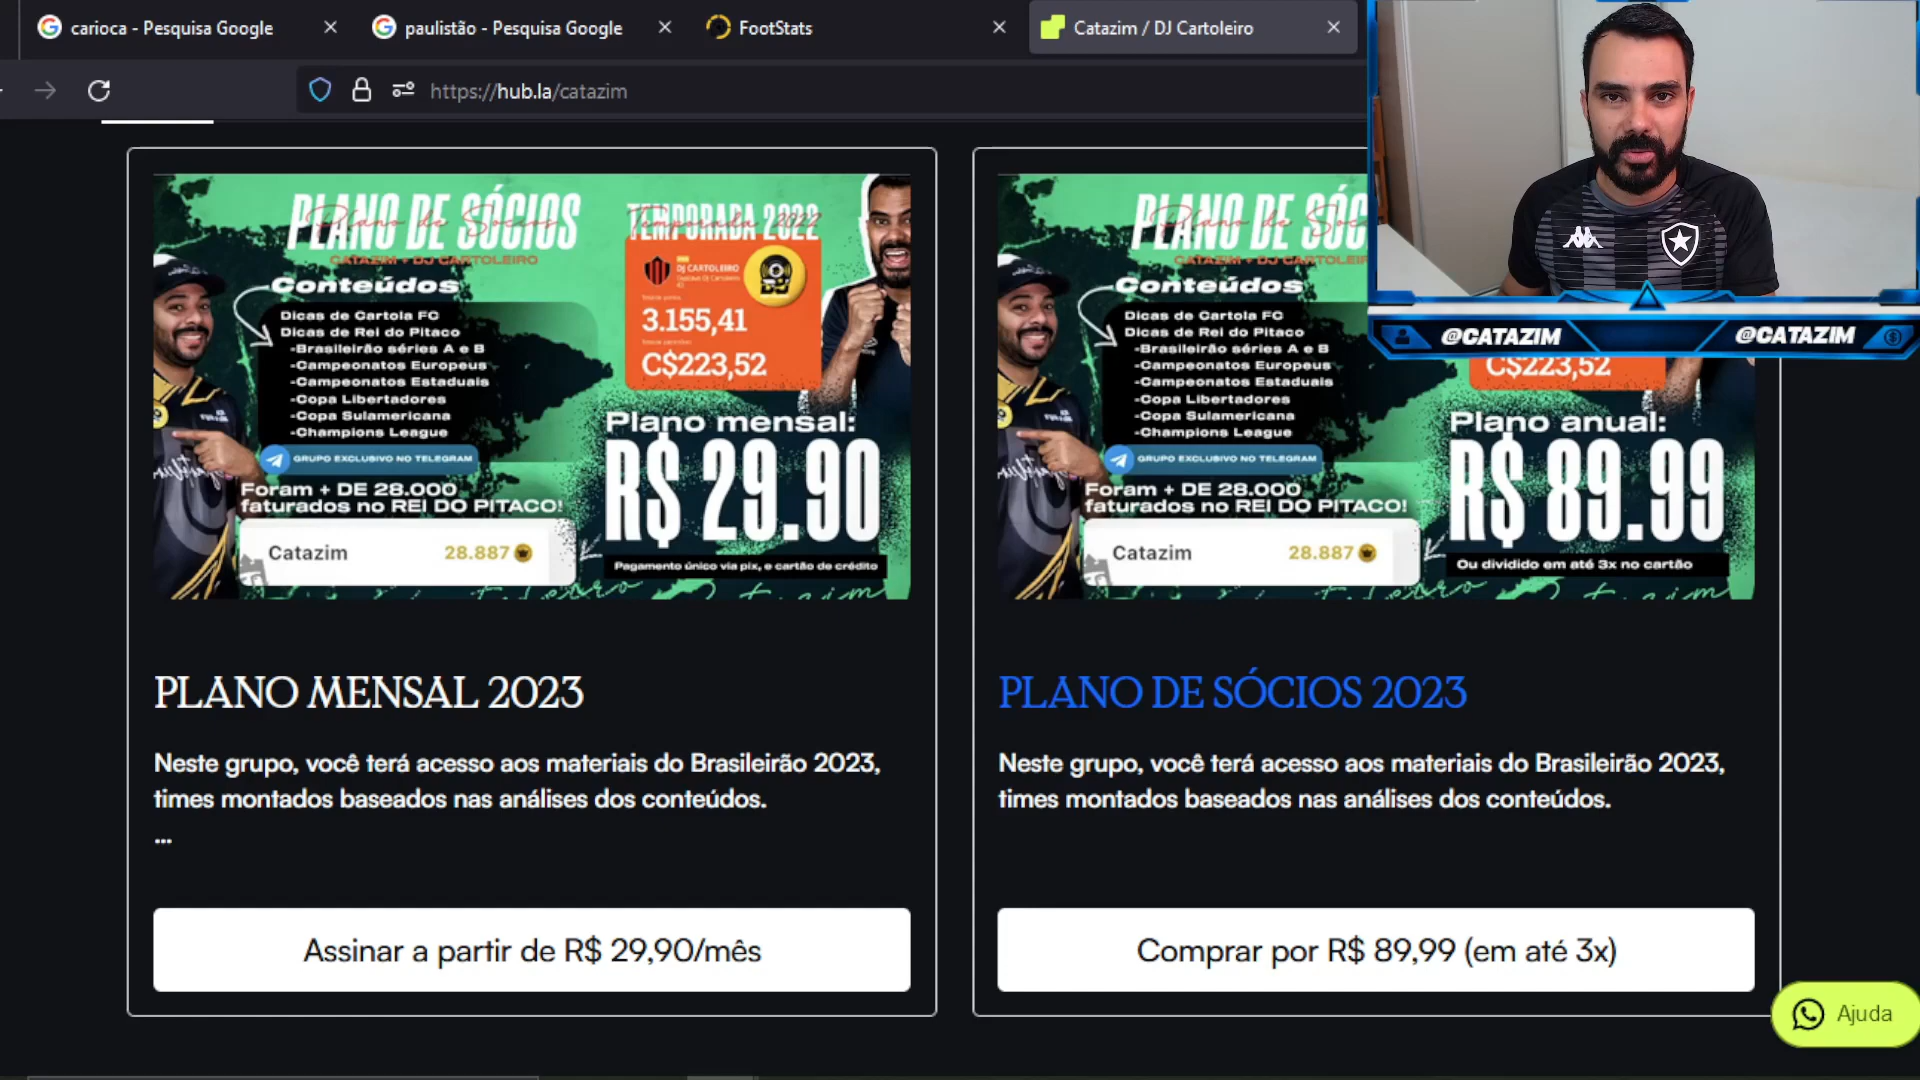 carioca - Pesquisa Google
paulistão - Pesquisa Google
FootStats
Catazim / DJ Cartoleiro
https://hub.la/catazim
@CATAZIM
@CATAZIM
PLANO DE SÓCIOS
Plano de Sócios
CATAZIM + DJ CARTOLEIRO
TEMPORADA 2022
Temporada 2022
DJ CARTOLEIRO
3.155,41
C$223,52
Conteúdos
Dicas de Cartola FC
Dicas de Rei do Pitaco
-Brasileirão séries A e B
-Campeonatos Europeus
-Campeonatos Estaduais
-Copa Libertadores
-Copa Sulamericana
-Champions League
GRUPO EXCLUSIVO NO TELEGRAM
Foram + DE 28.000
faturados no REI DO PITACO!
Catazim 28.887
Plano mensal:
R$ 29.90
Pagamento único via pix, e cartão de crédito
PLANO MENSAL 2023
Neste grupo, você terá acesso aos materiais do Brasileirão 2023,
times montados baseados nas análises dos conteúdos.
...
Assinar a partir de R$ 29,90/mês
PLANO DE SÓC
CATAZIM + DJ CARTOLEIR
Conteúdos
Dicas de Cartola FC
Dicas de Rei do Pitaco
-Brasileirão séries A e B
-Campeonatos Europeus
-Campeonatos Estaduais
-Copa Libertadores
-Copa Sulamericana
-Champions League
GRUPO EXCLUSIVO NO TELEGRAM
Foram + DE 28.000
faturados no REI DO PITACO!
Catazim 28.887
C$223,52
Plano anual:
R$ 89.99
Ou dividido em até 3x no cartão
PLANO DE SÓCIOS 2023
Neste grupo, você terá acesso aos materiais do Brasileirão 2023,
times montados baseados nas análises dos conteúdos.
Comprar por R$ 89,99 (em até 3x)
Ajuda